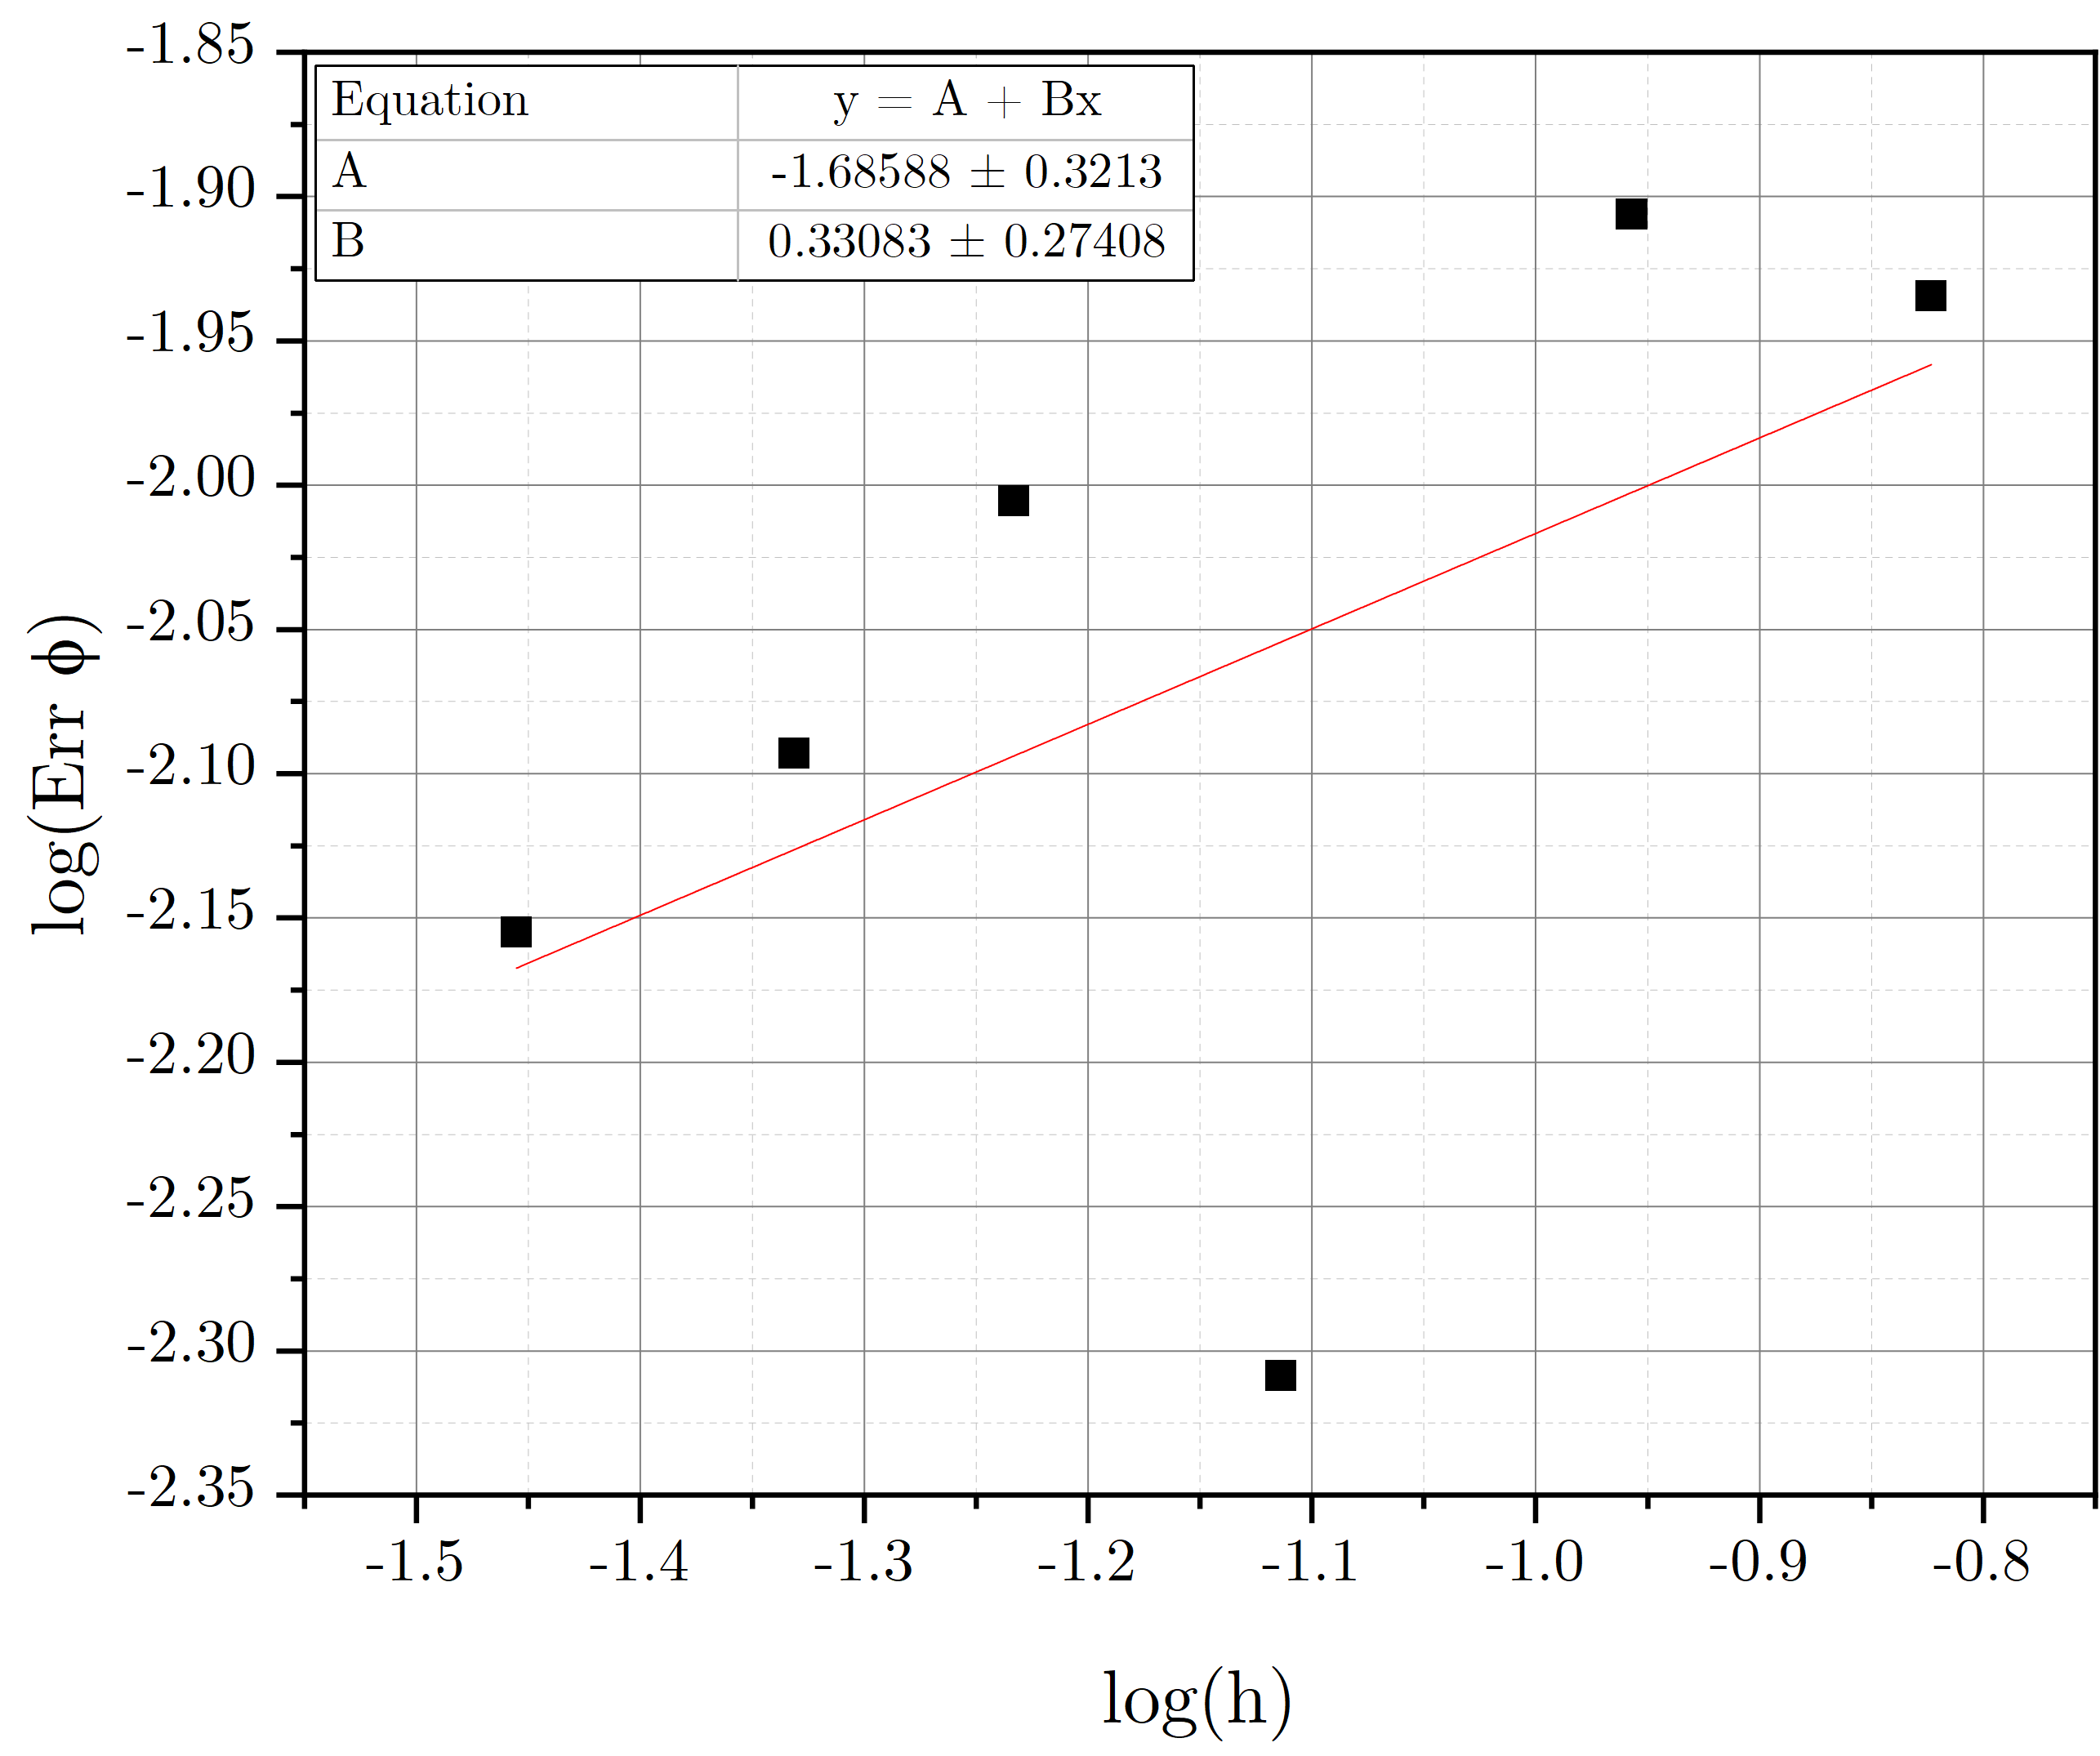 -1.85
Equation y = A + Bx
A -1.68588 ± 0.3213
B 0.33083 ± 0.27408
-1.90
-1.95
-2.00
-2.05
-2.10
-2.15
-2.20
-2.25
-2.30
-2.35
log(Err ϕ)
-1.5 -1.4 -1.3 -1.2 -1.1 -1.0 -0.9 -0.8
log(h)